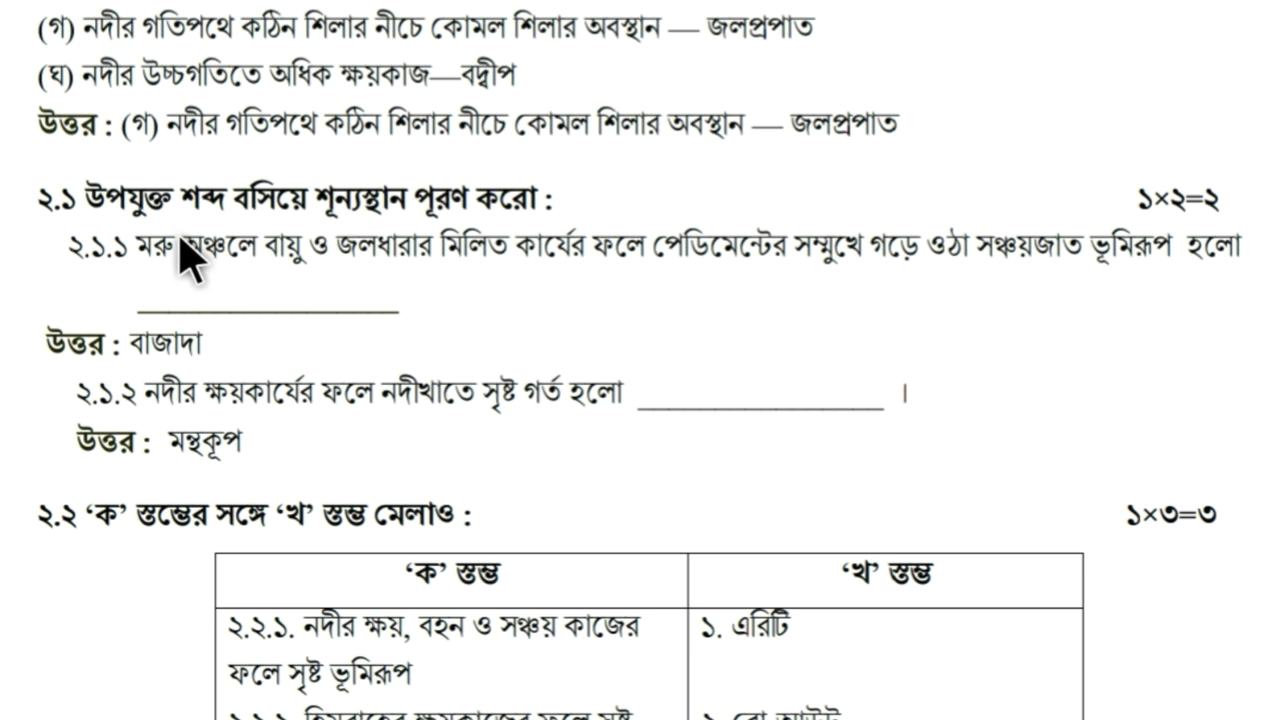 (গ) নদীর গতিপথে কঠিন শিলার নীচে কোমল শিলার অবস্থান — জলপ্রপাত
(ঘ) নদীর উচ্চগতিতে অধিক ক্ষয়কাজ—বদ্বীপ
উত্তর : (গ) নদীর গতিপথে কঠিন শিলার নীচে কোমল শিলার অবস্থান — জলপ্রপাত
২.১ উপযুক্ত শব্দ বসিয়ে শূন্যস্থান পূরণ করো : ১×২=২
২.১.১ মরু অঞ্চলে বায়ু ও জলধারার মিলিত কার্যের ফলে পেডিমেন্টের সম্মুখে গড়ে ওঠা সঞ্চয়জাত ভূমিরূপ হলো
_________________
উত্তর : বাজাদা
২.১.২ নদীর ক্ষয়কার্যের ফলে নদীখাতে সৃষ্ট গর্ত হলো ________________ ।
উত্তর : মন্থকূপ
২.২ ‘ক’ স্তম্ভের সঙ্গে ‘খ’ স্তম্ভ মেলাও : ১×৩=৩
‘ক’ স্তম্ভ ‘খ’ স্তম্ভ
২.২.১. নদীর ক্ষয়, বহন ও সঞ্চয় কাজের ১. এরিটি
ফলে সৃষ্ট ভূমিরূপ